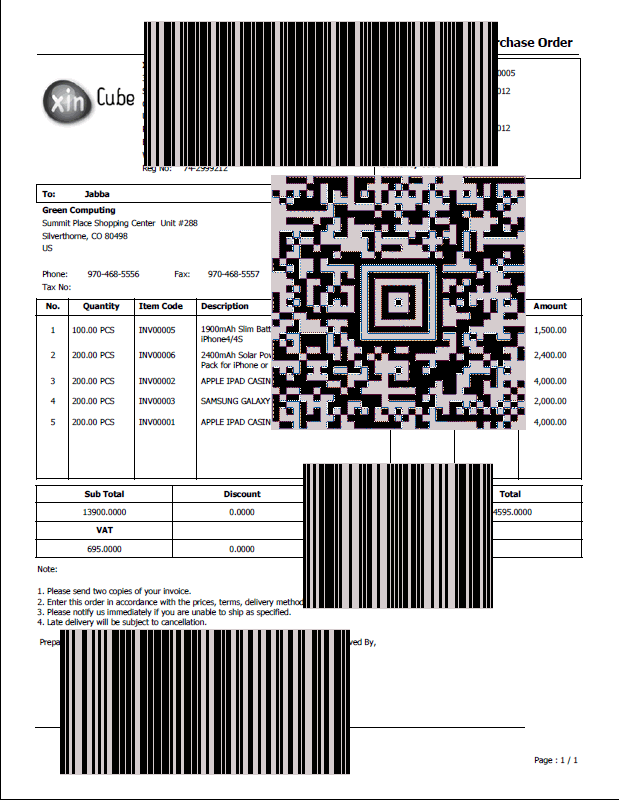 rchase Order
xin Cube
0005
012
012
Reg No: 74-2999212
To: Jabba
Green Computing
Summit Place Shopping Center Unit #288
Silverthorne, CO 80498
US
Phone: 970-468-5556 Fax: 970-468-5557
Tax No:
No. Quantity Item Code Description Amount
1 100.00 PCS INV00005 1900mAh Slim Batt 1,500.00
iPhone4/4S
2 200.00 PCS INV00006 2400mAh Solar Pow 2,400.00
Pack for iPhone or
3 200.00 PCS INV00002 APPLE IPAD CASIN 4,000.00
4 200.00 PCS INV00003 SAMSUNG GALAXY 2,000.00
5 200.00 PCS INV00001 APPLE IPAD CASIN 4,000.00
Sub Total Discount Total
13900.0000 0.0000 4595.0000
VAT
695.0000 0.0000
Note:
1. Please send two copies of your invoice.
2. Enter this order in accordance with the prices, terms, delivery method
3. Please notify us immediately if you are unable to ship as specified.
4. Late delivery will be subject to cancellation.
Prepa ved By,
Page : 1 / 1